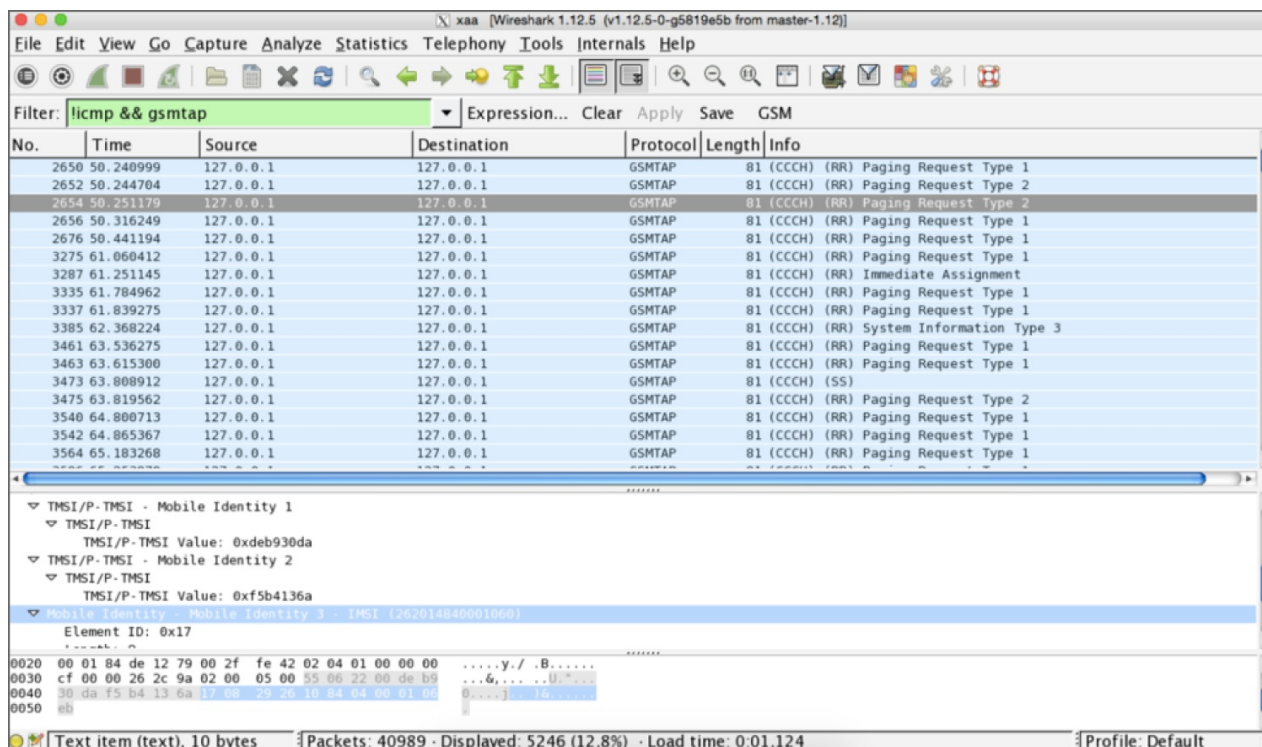 xaa [Wireshark 1.12.5 (v1.12.5-0-g5819e5b from master-1.12)]
File Edit View Go Capture Analyze Statistics Telephony Tools Internals Help
Filter: !icmp && gsmtap Expression... Clear Apply Save GSM
No. Time Source Destination Protocol Length Info
2650 50.240999 127.0.0.1 127.0.0.1 GSMTAP 81 (CCCH) (RR) Paging Request Type 1
2652 50.244704 127.0.0.1 127.0.0.1 GSMTAP 81 (CCCH) (RR) Paging Request Type 2
2654 50.251179 127.0.0.1 127.0.0.1 GSMTAP 81 (CCCH) (RR) Paging Request Type 2
2656 50.316249 127.0.0.1 127.0.0.1 GSMTAP 81 (CCCH) (RR) Paging Request Type 1
2676 50.441194 127.0.0.1 127.0.0.1 GSMTAP 81 (CCCH) (RR) Paging Request Type 1
3275 61.060412 127.0.0.1 127.0.0.1 GSMTAP 81 (CCCH) (RR) Paging Request Type 1
3287 61.251145 127.0.0.1 127.0.0.1 GSMTAP 81 (CCCH) (RR) Immediate Assignment
3335 61.784962 127.0.0.1 127.0.0.1 GSMTAP 81 (CCCH) (RR) Paging Request Type 1
3337 61.839275 127.0.0.1 127.0.0.1 GSMTAP 81 (CCCH) (RR) Paging Request Type 1
3385 62.368224 127.0.0.1 127.0.0.1 GSMTAP 81 (CCCH) (RR) System Information Type 3
3461 63.536275 127.0.0.1 127.0.0.1 GSMTAP 81 (CCCH) (RR) Paging Request Type 1
3463 63.615300 127.0.0.1 127.0.0.1 GSMTAP 81 (CCCH) (RR) Paging Request Type 1
3473 63.808912 127.0.0.1 127.0.0.1 GSMTAP 81 (CCCH) (SS)
3475 63.819562 127.0.0.1 127.0.0.1 GSMTAP 81 (CCCH) (RR) Paging Request Type 2
3540 64.800713 127.0.0.1 127.0.0.1 GSMTAP 81 (CCCH) (RR) Paging Request Type 1
3542 64.865367 127.0.0.1 127.0.0.1 GSMTAP 81 (CCCH) (RR) Paging Request Type 1
3564 65.183268 127.0.0.1 127.0.0.1 GSMTAP 81 (CCCH) (RR) Paging Request Type 1
TMSI/P-TMSI - Mobile Identity 1
TMSI/P-TMSI
TMSI/P-TMSI Value: 0xdeb930da
TMSI/P-TMSI - Mobile Identity 2
TMSI/P-TMSI
TMSI/P-TMSI Value: 0xf5b4136a
Mobile Identity - Mobile Identity 3 - IMSI (262014840001060)
Element ID: 0x17
0020 00 01 84 de 12 79 00 2f fe 42 02 04 01 00 00 00 .....y./ .B......
0030 cf 00 00 26 2c 9a 02 00 05 00 55 06 22 00 de b9 ...&,... ..U."...
0040 30 da f5 b4 13 6a 17 08 29 26 10 84 04 00 01 06 0....j.. )&......
0050 eb .
Text item (text), 10 bytes Packets: 40989 · Displayed: 5246 (12.8%) · Load time: 0:01.124 Profile: Default